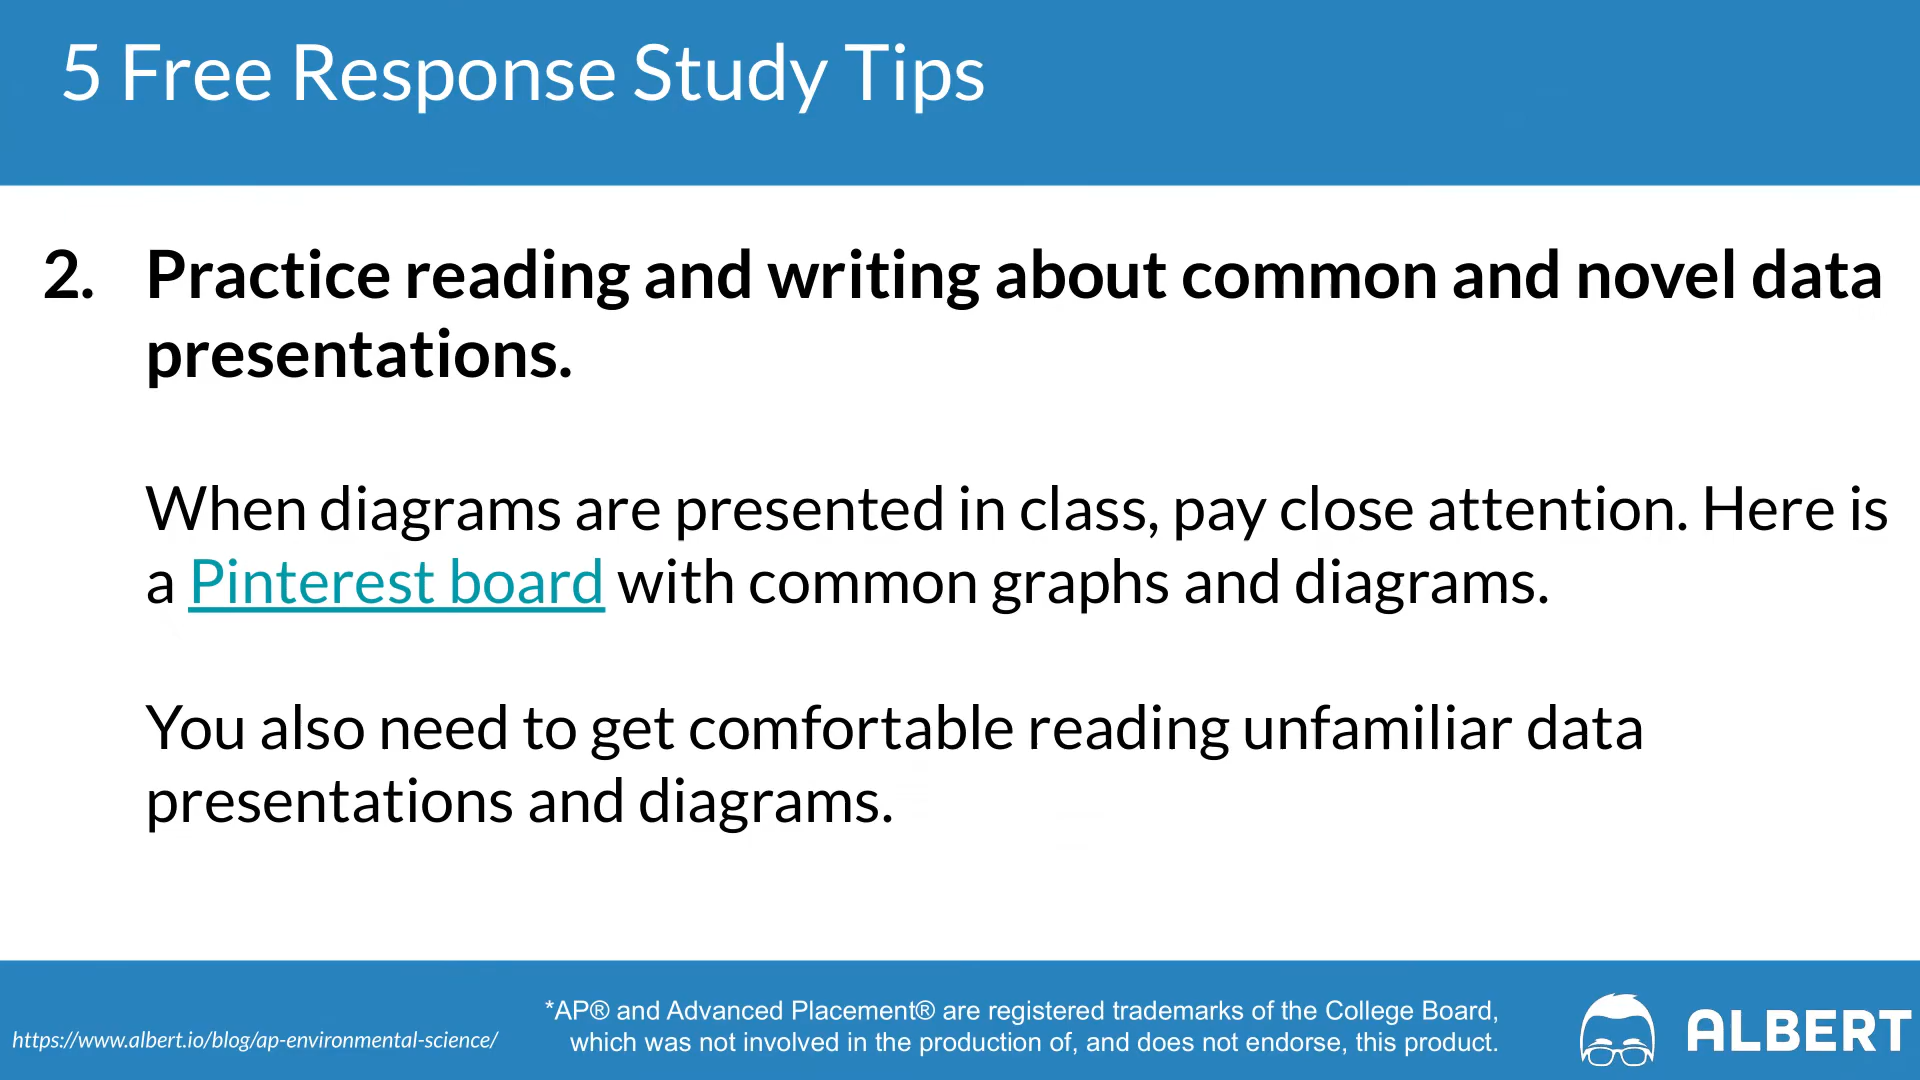 5 Free Response Study Tips
2. Practice reading and writing about common and novel data
presentations.
When diagrams are presented in class, pay close attention. Here is
a Pinterest board with common graphs and diagrams.
You also need to get comfortable reading unfamiliar data
presentations and diagrams.
https://www.albert.io/blog/ap-environmental-science/
*AP® and Advanced Placement® are registered trademarks of the College Board,
which was not involved in the production of, and does not endorse, this product.
ALBERT